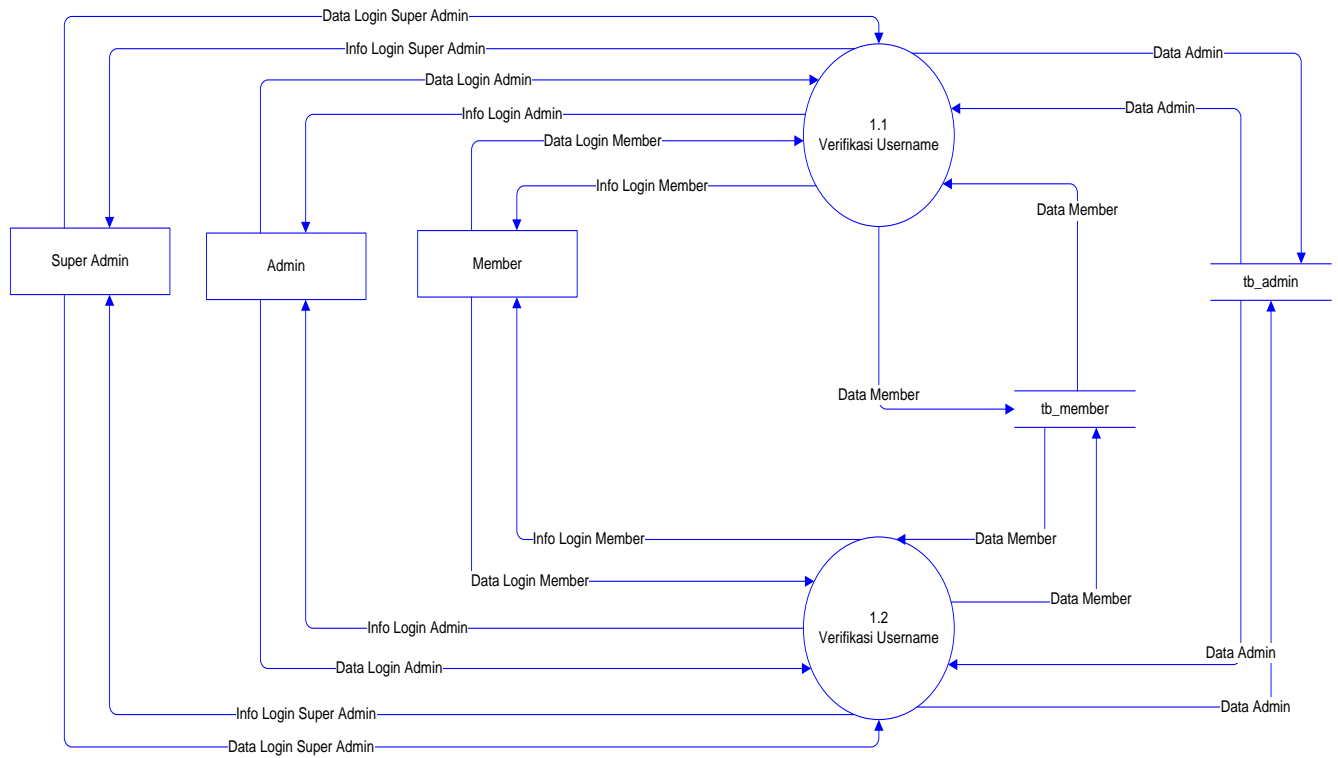 Data Login Super Admin
Info Login Super Admin
Data Admin
Data Login Admin
Data Admin
Info Login Admin
1.1
Verifikasi Username
Data Login Member
Info Login Member
Data Member
Super Admin
Admin
Member
tb_admin
Data Member
tb_member
Info Login Member
Data Member
Data Login Member
Data Member
1.2
Verifikasi Username
Info Login Admin
Data Admin
Data Login Admin
Data Admin
Info Login Super Admin
Data Login Super Admin